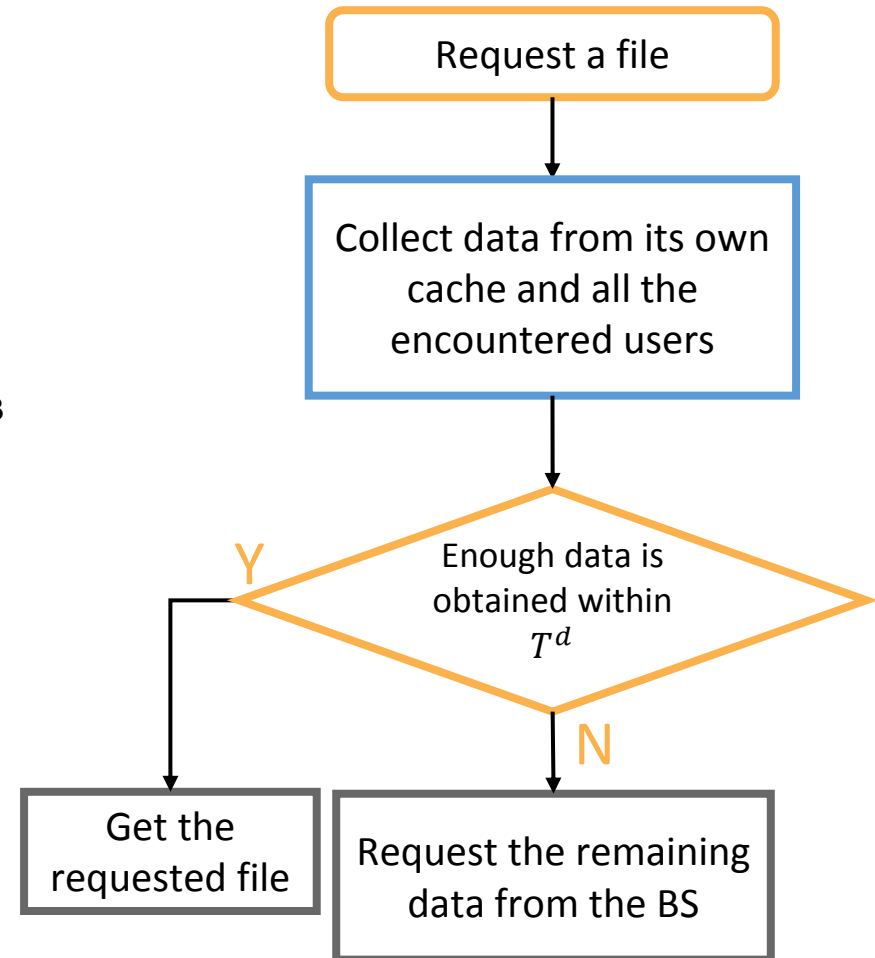 Request a file
Collect data from its own
cache and all the
encountered users
Y
Enough data is
obtained within
T^d
N
Get the
requested file
Request the remaining
data from the BS